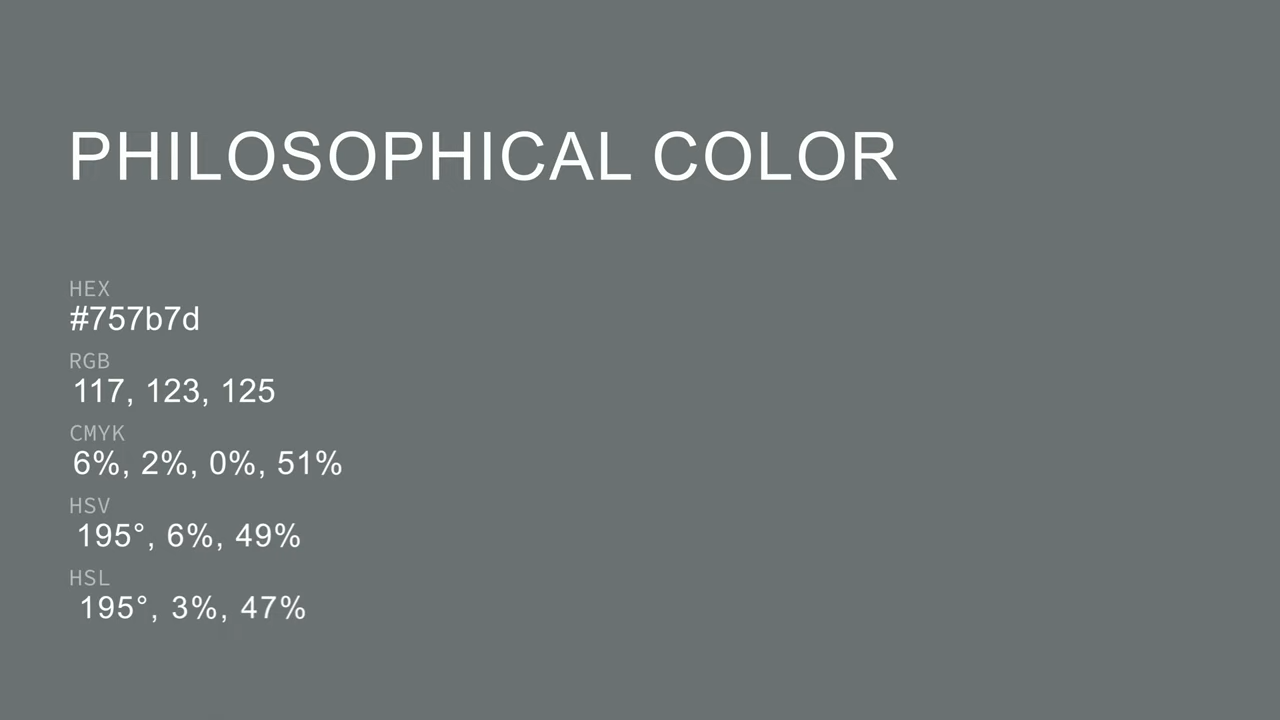 PHILOSOPHICAL COLOR
HEX
#757b7d
RGB
117, 123, 125
CMYK
6%, 2%, 0%, 51%
HSV
195°, 6%, 49%
HSL
195°, 3%, 47%